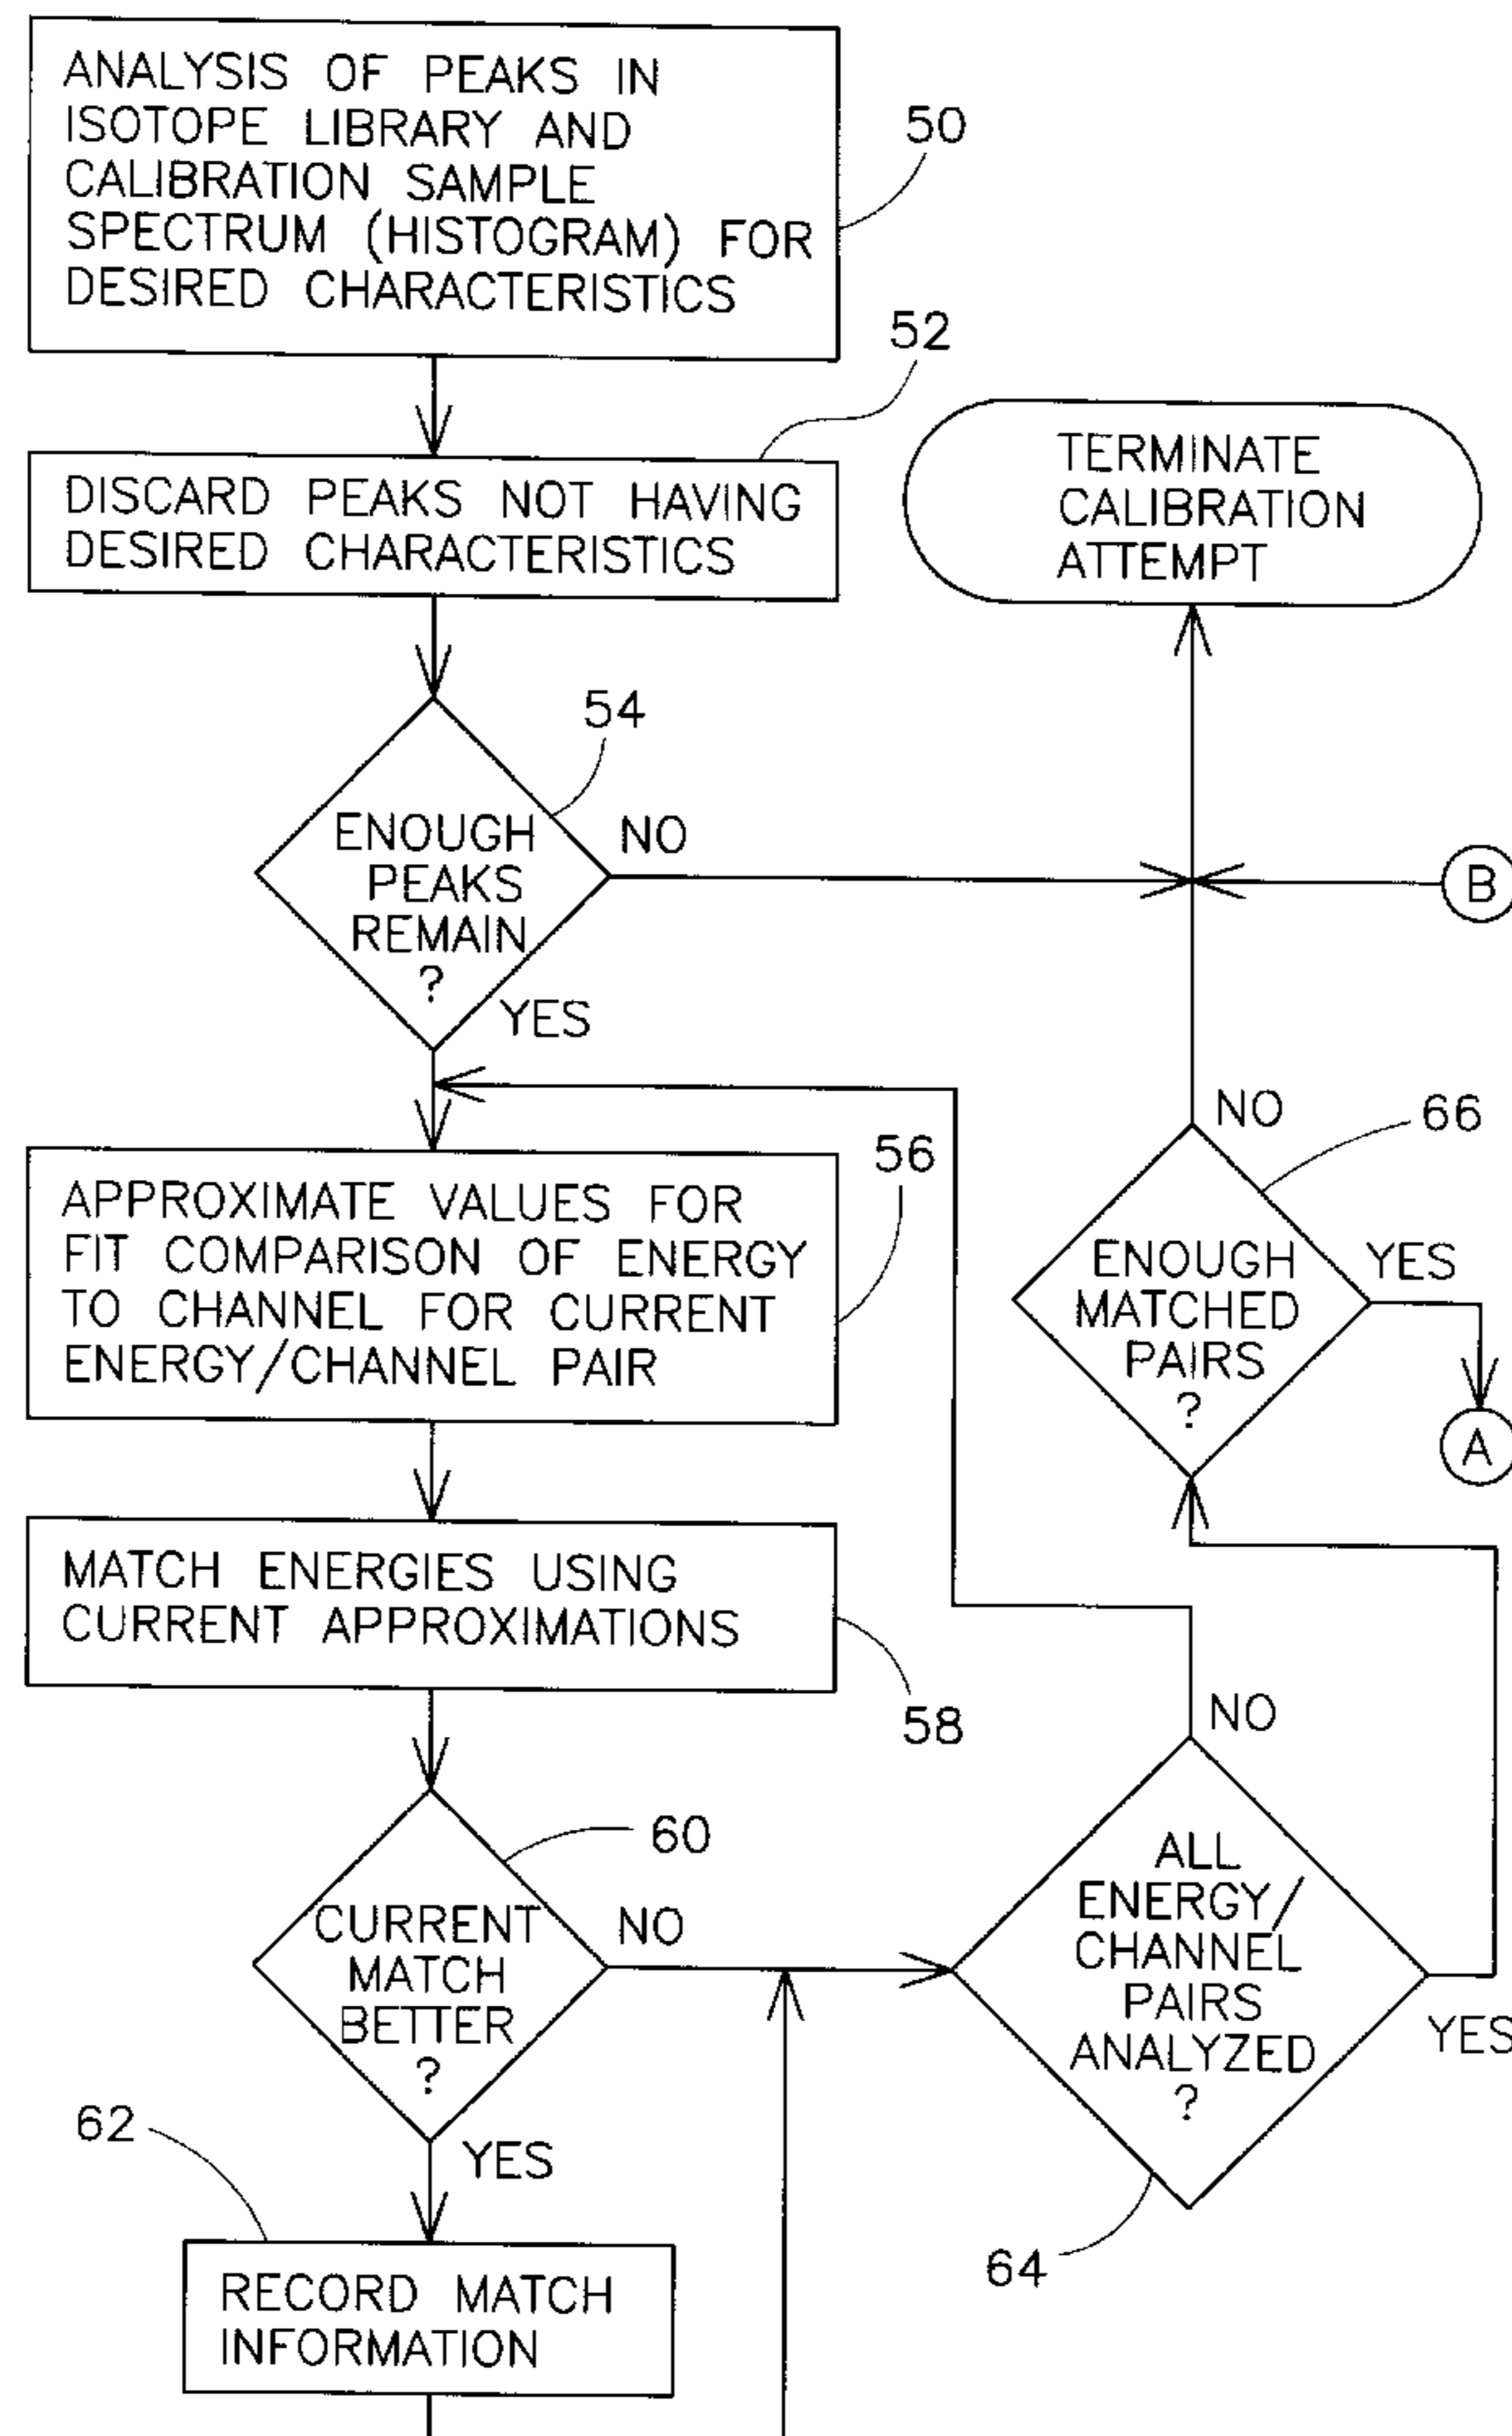 ANALYSIS OF PEAKS IN
ISOTOPE LIBRARY AND
CALIBRATION SAMPLE
SPECTRUM (HISTOGRAM) FOR
DESIRED CHARACTERISTICS
50
52
DISCARD PEAKS NOT HAVING
DESIRED CHARACTERISTICS
TERMINATE
CALIBRATION
ATTEMPT
54
ENOUGH
PEAKS
REMAIN
?
NO
YES
B
56
APPROXIMATE VALUES FOR
FIT COMPARISON OF ENERGY
TO CHANNEL FOR CURRENT
ENERGY/CHANNEL PAIR
NO
66
ENOUGH
MATCHED
PAIRS
?
YES
A
MATCH ENERGIES USING
CURRENT APPROXIMATIONS
58
60
CURRENT
MATCH
BETTER
?
NO
YES
NO
ALL
ENERGY/
CHANNEL
PAIRS
ANALYZED
?
YES
64
62
RECORD MATCH
INFORMATION